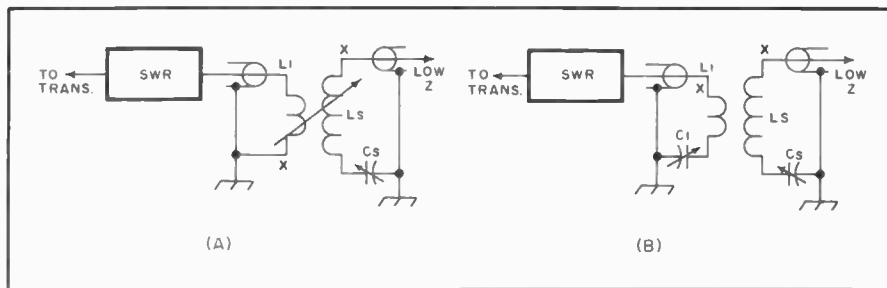 SWR
TO
TRANS.
L1
X
X
LS
CS
LOW
Z
(A)
SWR
TO
TRANS.
L1
X
C1
X
LS
CS
LOW
Z
(B)